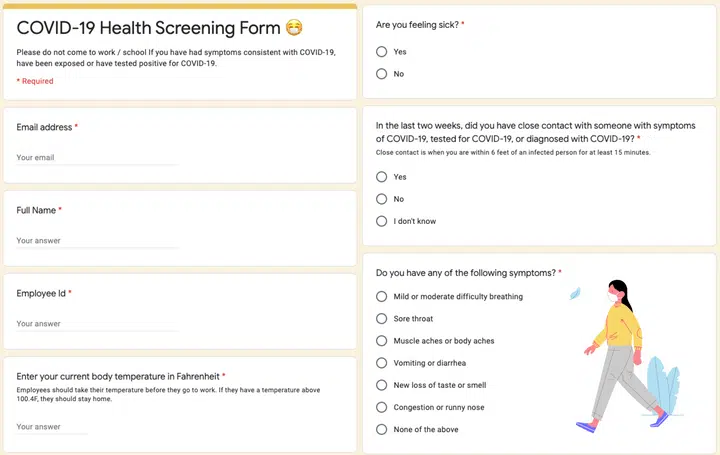 COVID-19 Health Screening Form 😷
Please do not come to work / school If you have had symptoms consistent with COVID-19,
have been exposed or have tested positive for COVID-19.
* Required
Email address *
Your email
Full Name *
Your answer
Employee Id *
Your answer
Enter your current body temperature in Fahrenheit *
Employees should take their temperature before they go to work. If they have a temperature above
100.4F, they should stay home.
Your answer
Are you feeling sick? *
Yes
No
In the last two weeks, did you have close contact with someone with symptoms
of COVID-19, tested for COVID-19, or diagnosed with COVID-19? *
Close contact is when you are within 6 feet of an infected person for at least 15 minutes.
Yes
No
I don't know
Do you have any of the following symptoms? *
Mild or moderate difficulty breathing
Sore throat
Muscle aches or body aches
Vomiting or diarrhea
New loss of taste or smell
Congestion or runny nose
None of the above